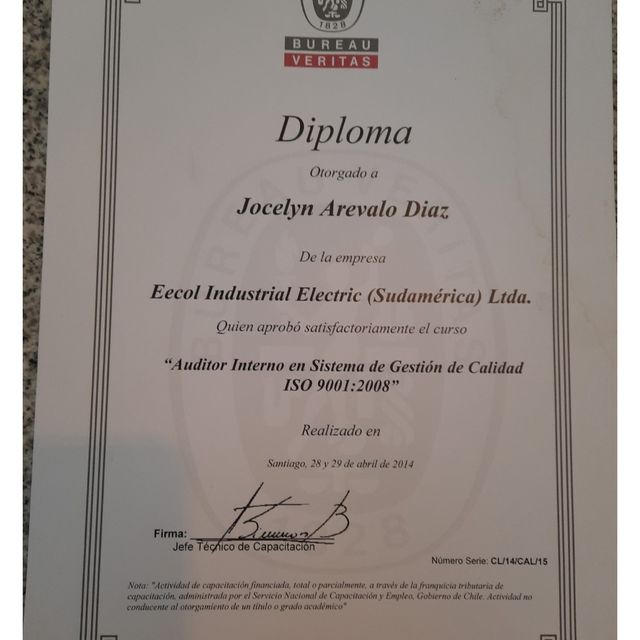 1828
BUREAU
VERITAS
Diploma
Otorgado a
Jocelyn Arevalo Diaz
De la empresa
Eecol Industrial Electric (Sudamérica) Ltda.
Quien aprobó satisfactoriamente el curso
“Auditor Interno en Sistema de Gestión de Calidad
ISO 9001:2008”
Realizado en
Santiago, 28 y 29 de abril de 2014
Firma:
Jefe Técnico de Capacitación
Número Serie: CL/14/CAL/15
Nota: "Actividad de capacitación financiada, total o parcialmente, a través de la franquicia tributaria de
capacitación, administrada por el Servicio Nacional de Capacitación y Empleo, Gobierno de Chile. Actividad no
conducente al otorgamiento de un título o grado académico"